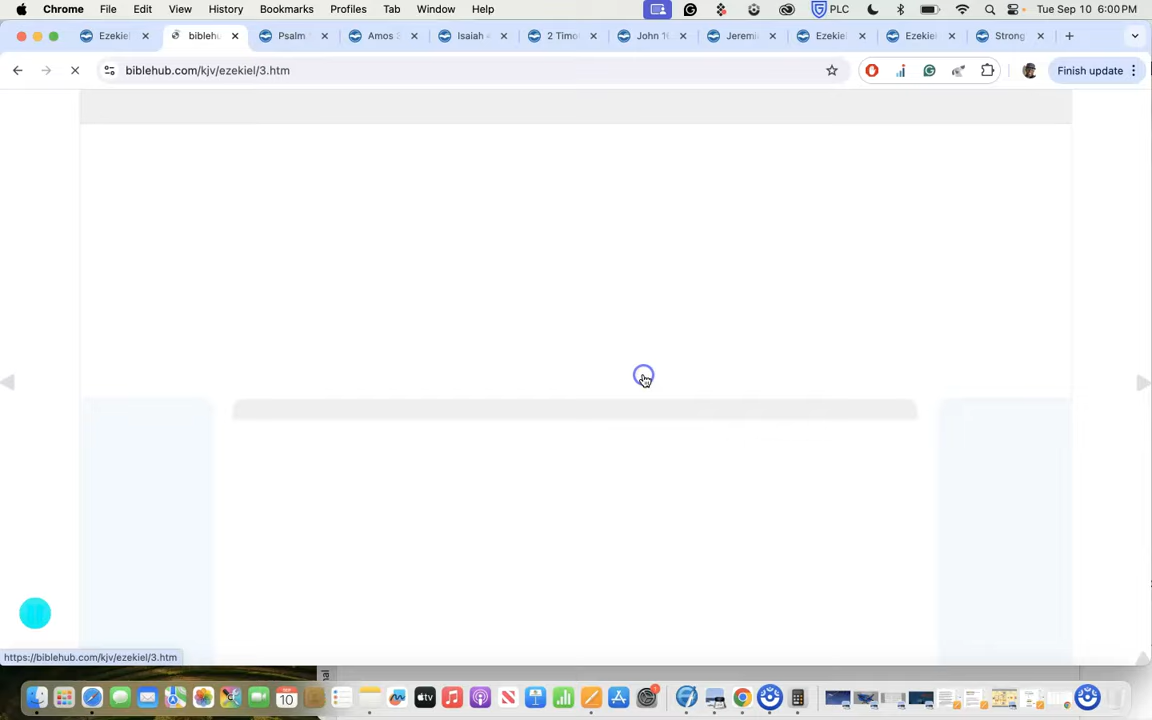 Chrome File Edit View History Bookmarks Profiles Tab Window Help PLC Tue Sep 10 6:00 PM
Ezekiel biblehu Psalm Amos 3 Isaiah 4 2 Timo John 1 Jeremi Ezekiel Ezekiel Strong
biblehub.com/kjv/ezekiel/3.htm Finish update
https://biblehub.com/kjv/ezekiel/3.htm